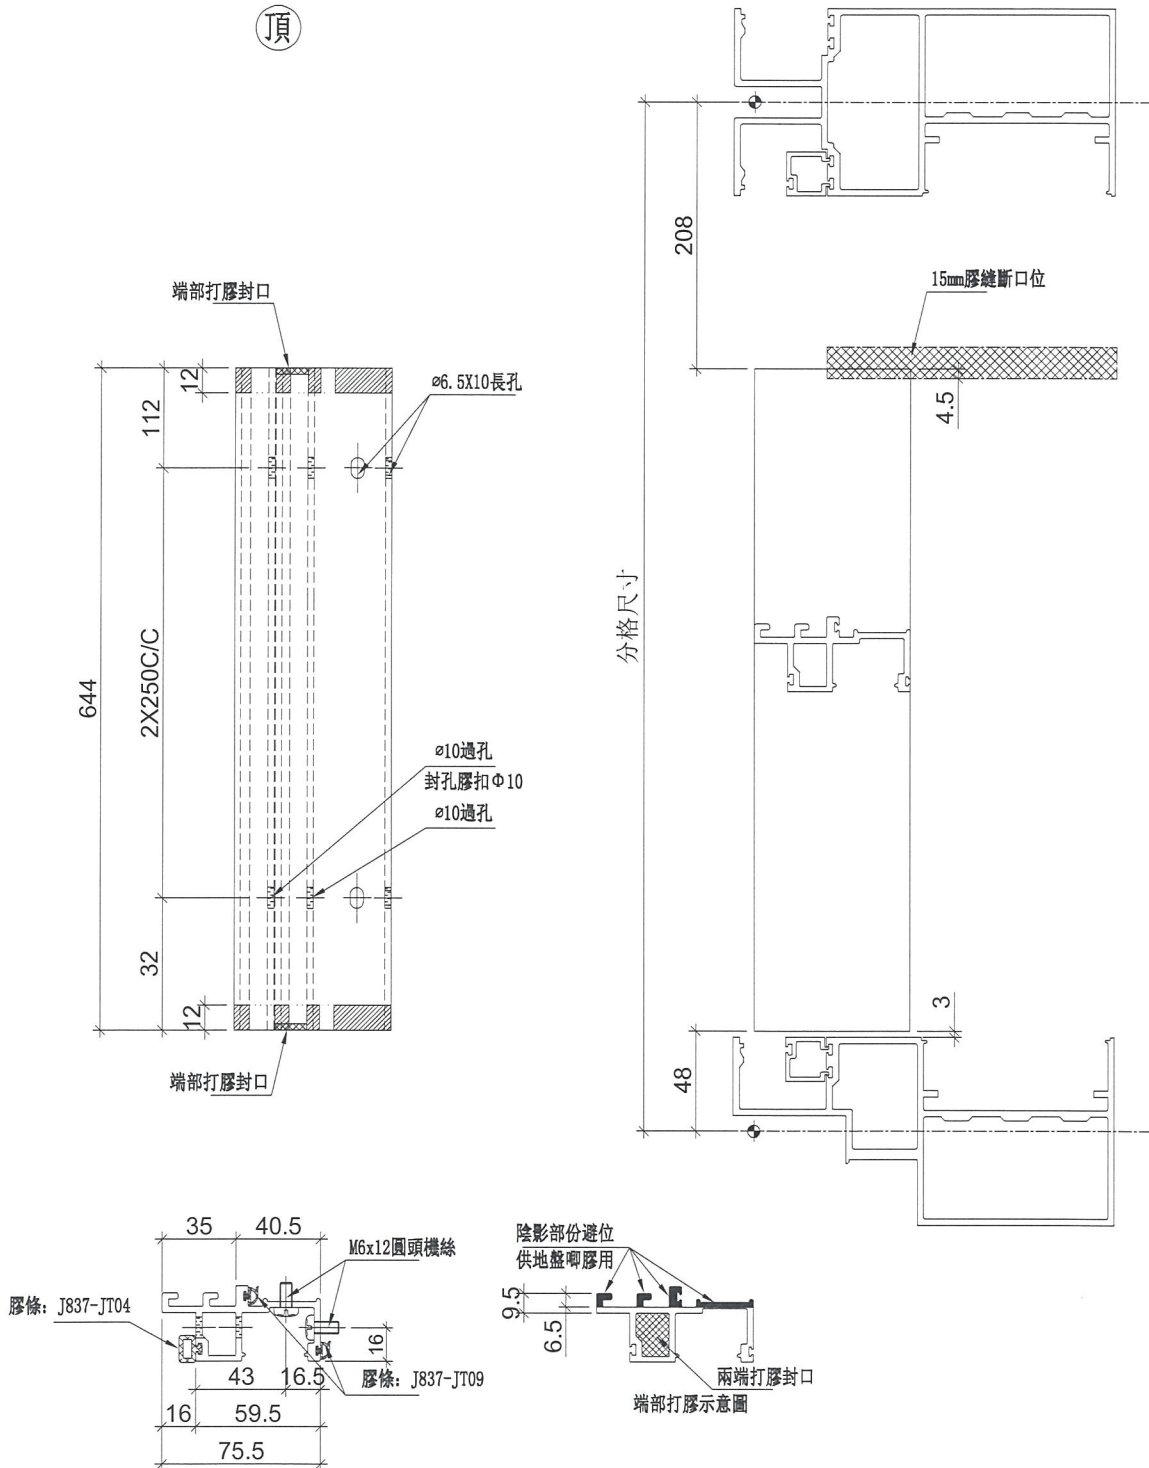 頂
208
15mm膠縫斷口位
端部打膠封口
12
ø6.5X10長孔
112
4.5
分格尺寸
644
2X250C/C
ø10過孔
封孔膠扣Φ10
ø10過孔
32
12
3
48
端部打膠封口
35
40.5
M6x12圓頭機絲
膠條: J837-JT04
16
43
16.5
膠條: J837-JT09
16
59.5
75.5
陰影部份避位
供地盤唧膠用
9.5
6.5
兩端打膠封口
端部打膠示意圖